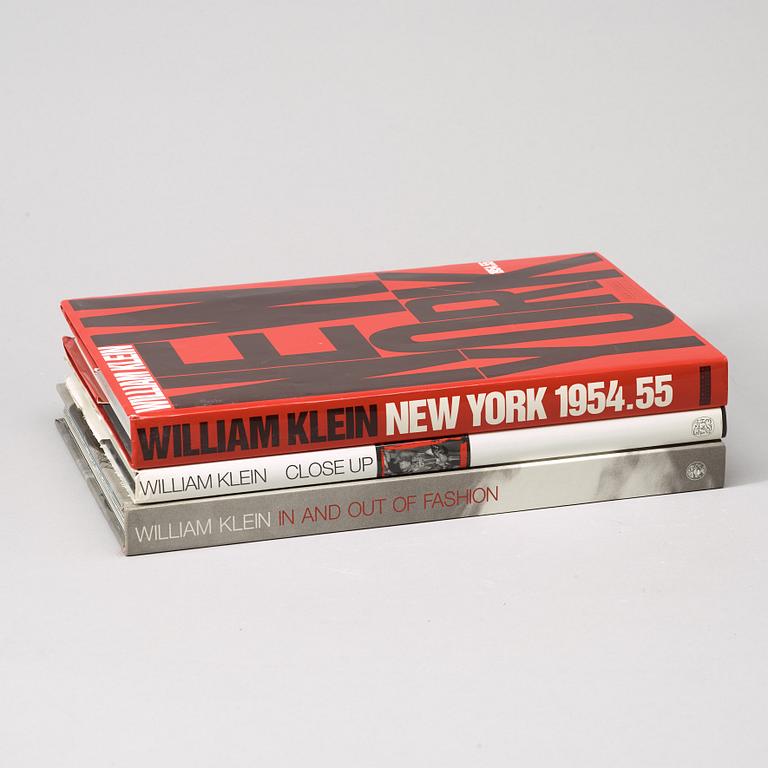 NEW
YORK
WILLIAM KLEIN
WILLIAM KLEIN NEW YORK 1954.55
WILLIAM KLEIN CLOSE UP
WILLIAM KLEIN IN AND OUT OF FASHION